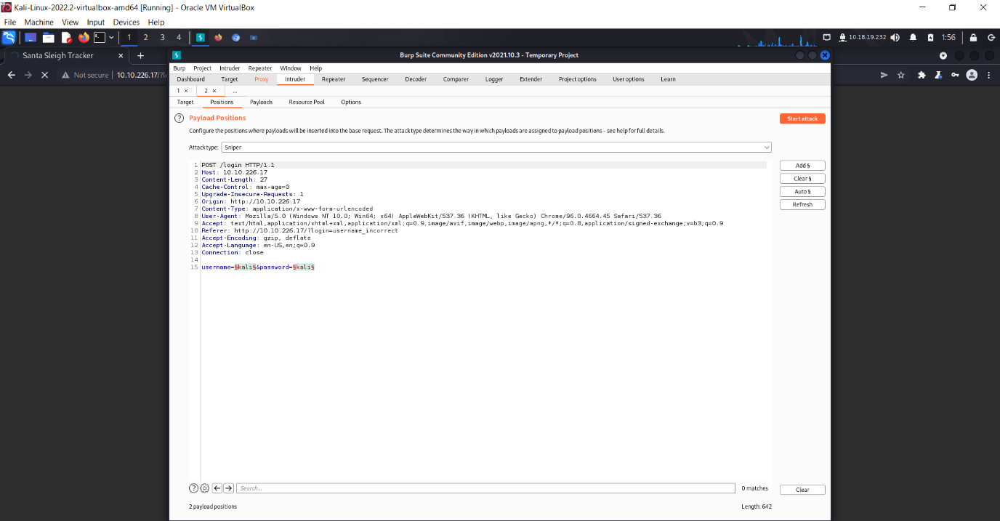 Kali-Linux-2022.2-virtualbox-amd64 [Running] - Oracle VM VirtualBox
File Machine View Input Devices Help
1 2 3 4 10.18.19.232 1:56
Santa Sleigh Tracker
Burp Suite Community Edition v2021.10.3 - Temporary Project
Not secure 10.10.226.17/?l
Burp Project Intruder Repeater Window Help
Dashboard Target Proxy Intruder Repeater Sequencer Decoder Comparer Logger Extender Project options User options Learn
1 × 2 × ...
Target Positions Payloads Resource Pool Options
Payload Positions
Start attack
Configure the positions where payloads will be inserted into the base request. The attack type determines the way in which payloads are assigned to payload positions - see help for full details.
Attack type: Sniper
1 POST /login HTTP/1.1
2 Host: 10.10.226.17
3 Content-Length: 27
4 Cache-Control: max-age=0
5 Upgrade-Insecure-Requests: 1
6 Origin: http://10.10.226.17
7 Content-Type: application/x-www-form-urlencoded
8 User-Agent: Mozilla/5.0 (Windows NT 10.0; Win64; x64) AppleWebKit/537.36 (KHTML, like Gecko) Chrome/96.0.4664.45 Safari/537.36
9 Accept: text/html,application/xhtml+xml,application/xml;q=0.9,image/avif,image/webp,image/apng,*/*;q=0.8,application/signed-exchange;v=b3;q=0.9
10 Referer: http://10.10.226.17/?login=username_incorrect
11 Accept-Encoding: gzip, deflate
12 Accept-Language: en-US,en;q=0.9
13 Connection: close
14
15 username=§kali§&password=§kali§
Add §
Clear §
Auto §
Refresh
Search...
0 matches
Clear
2 payload positions
Length: 642